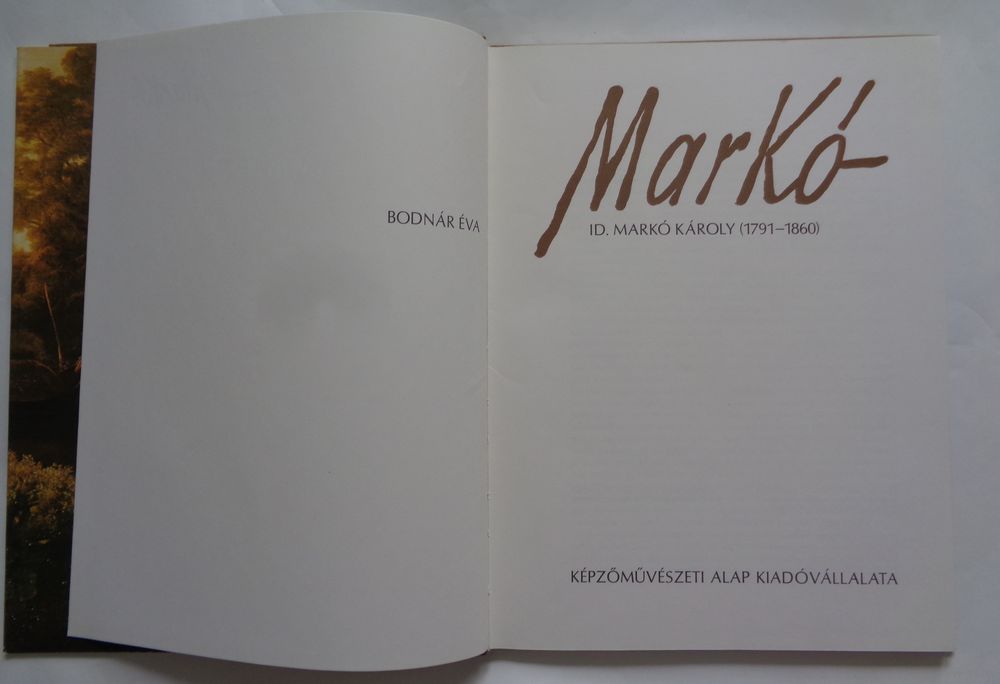 BODNÁR ÉVA
Markó
ID. MARKÓ KÁROLY (1791–1860)
KÉPZŐMŰVÉSZETI ALAP KIADÓVÁLLALATA